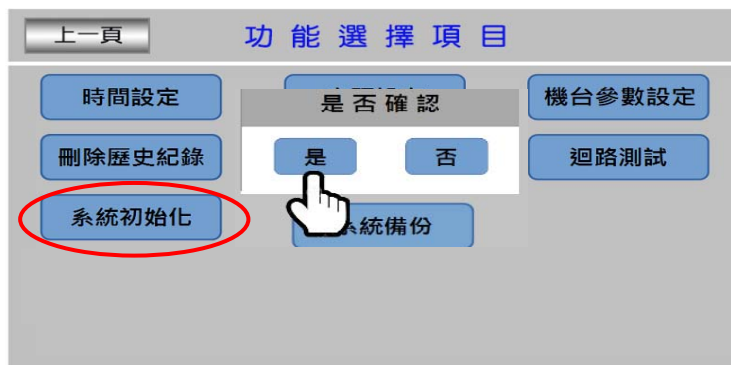 上一頁
功能選擇項目
時間設定
機台參數設定
是否確認
刪除歷史紀錄
是
否
迴路測試
系統初始化
系統備份